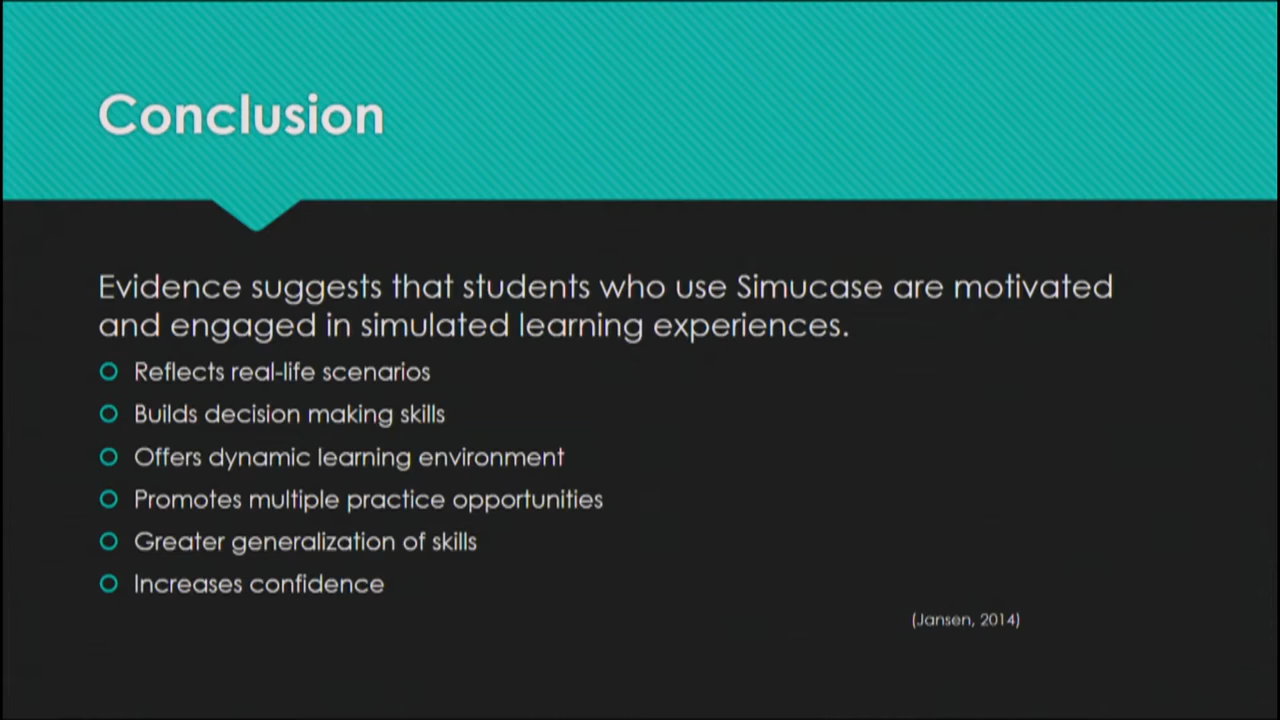 Conclusion
Evidence suggests that students who use Simucase are motivated
and engaged in simulated learning experiences.
Reflects real-life scenarios
Builds decision making skills
Offers dynamic learning environment
Promotes multiple practice opportunities
Greater generalization of skills
Increases confidence
(Jansen, 2014)